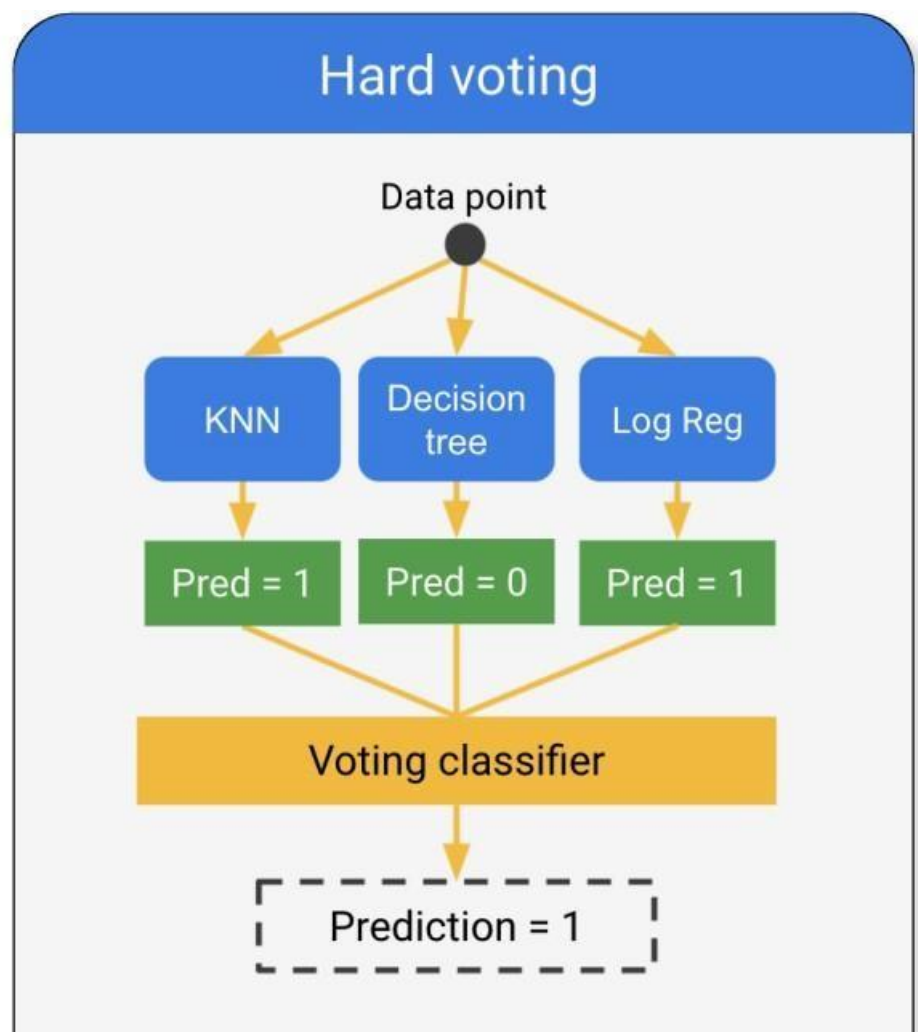 Hard voting
Data point
KNN
Decision
tree
Log Reg
Pred = 1
Pred = 0
Pred = 1
Voting classifier
Prediction = 1